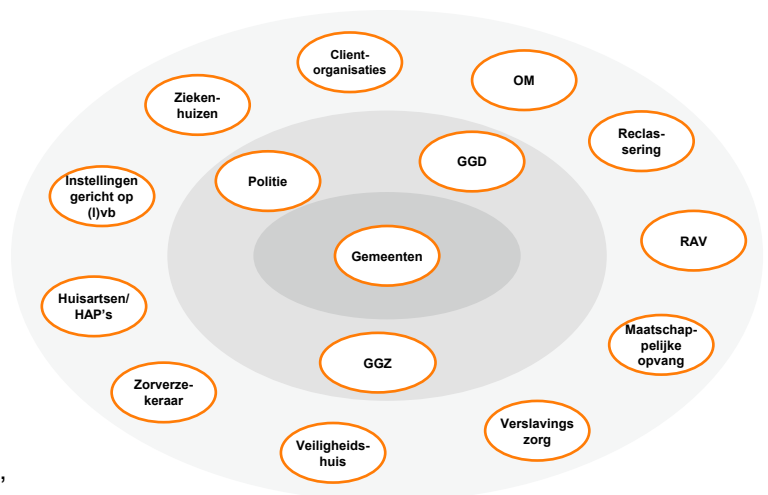 Client-
organisaties
OM
Zieken-
huizen
Reclas-
sering
GGD
Politie
Instellingen
gericht op
(l)vb
RAV
Gemeenten
Huisartsen/
HAP's
Maatschap-
pelijke
opvang
GGZ
Zorverze-
keraar
Verslavings
zorg
Veiligheids-
huis
,